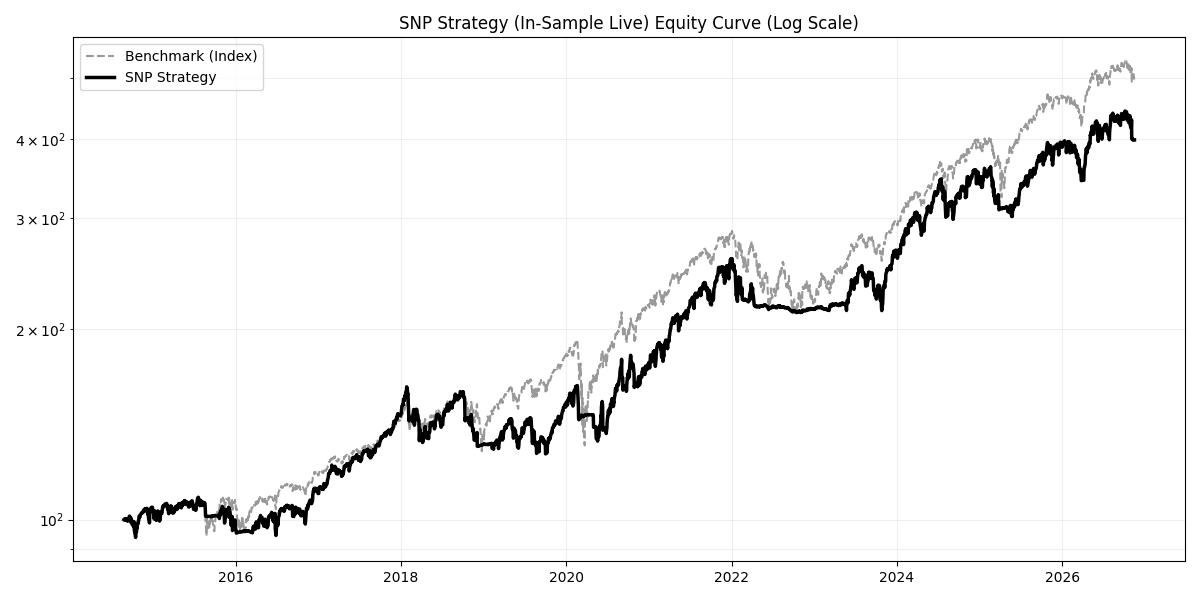 SNP Strategy (In-Sample Live) Equity Curve (Log Scale)
Benchmark (Index)
SNP Strategy
4 × 10²
3 × 10²
2 × 10²
10²
2016 2018 2020 2022 2024 2026